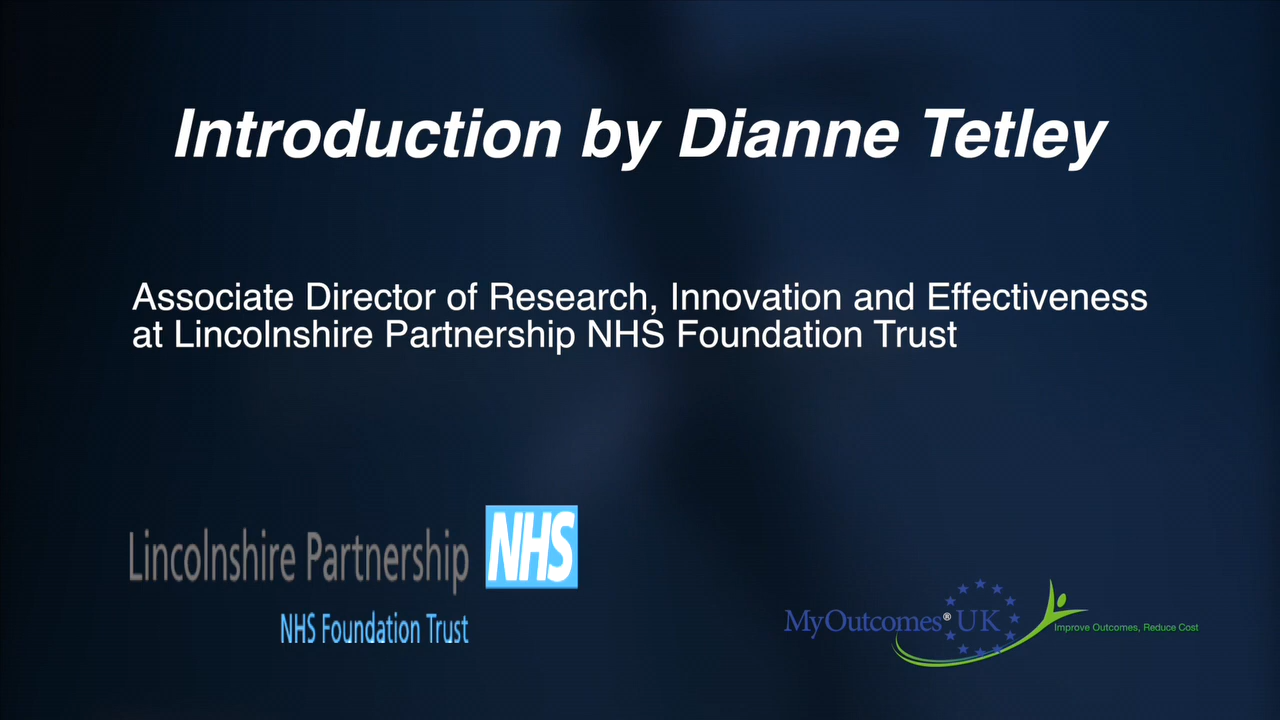 Introduction by Dianne Tetley
Associate Director of Research, Innovation and Effectiveness
at Lincolnshire Partnership NHS Foundation Trust
Lincolnshire Partnership NHS
NHS Foundation Trust
MyOutcomes® UK
Improve Outcomes, Reduce Cost